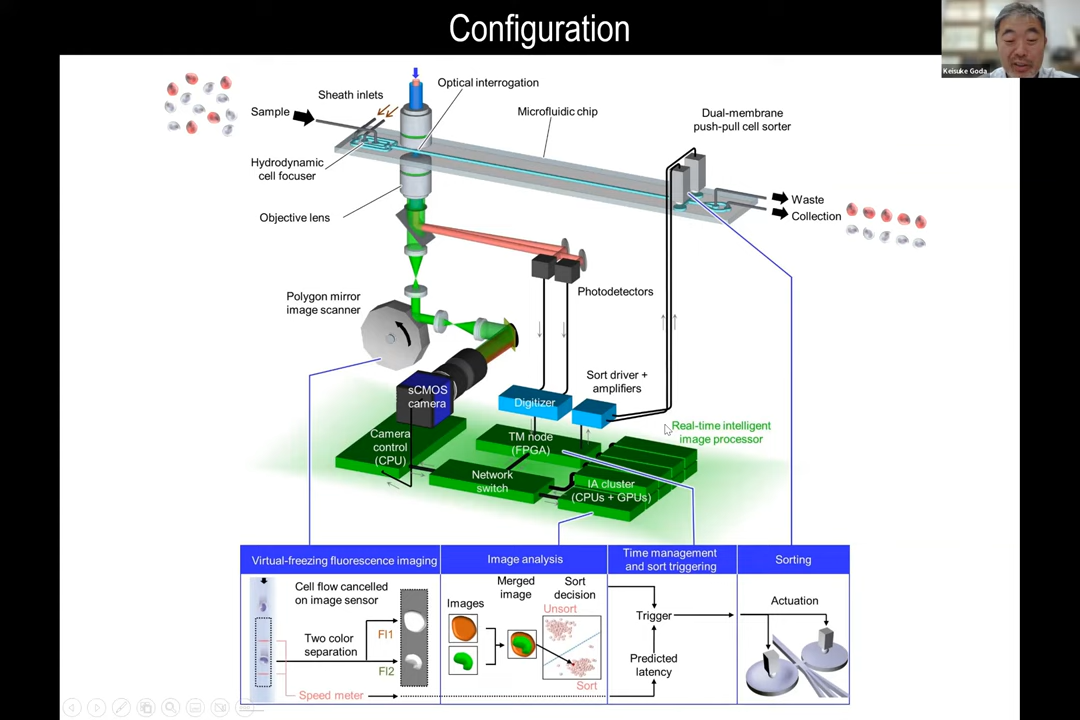 Configuration
Keisuke Goda
Optical interrogation
Sheath inlets
Sample
Microfluidic chip
Dual-membrane
push-pull cell sorter
Hydrodynamic
cell focuser
Objective lens
Waste
Collection
Photodetectors
Polygon mirror
image scanner
Sort driver +
amplifiers
sCMOS
camera
Digitizer
Real-time intelligent
image processor
Camera
control
(CPU)
TM node
(FPGA)
Network
switch
IA cluster
(CPUs + GPUs)
Virtual-freezing fluorescence imaging
Image analysis
Time management
and sort triggering
Sorting
Cell flow cancelled
on image sensor
Two color
separation
FI1
FI2
Speed meter
Images
Merged
image
Sort
decision
Unsort
Sort
Trigger
Predicted
latency
Actuation